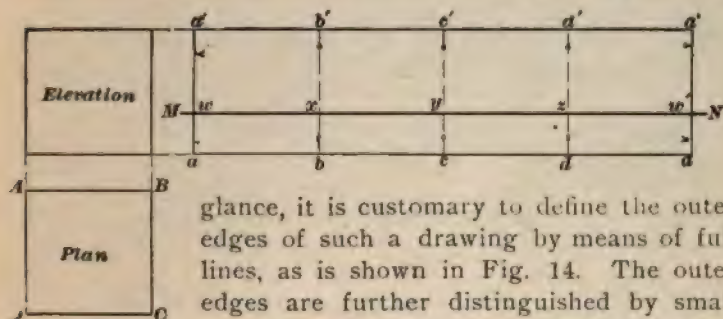 a' b' c' d' a'
Elevation
M w x y z w' N
a b c d a
A B
glance, it is customary to define the oute
edges of such a drawing by means of fu
Plan
lines, as is shown in Fig. 14. The oute
edges are further distinguished by sma
C